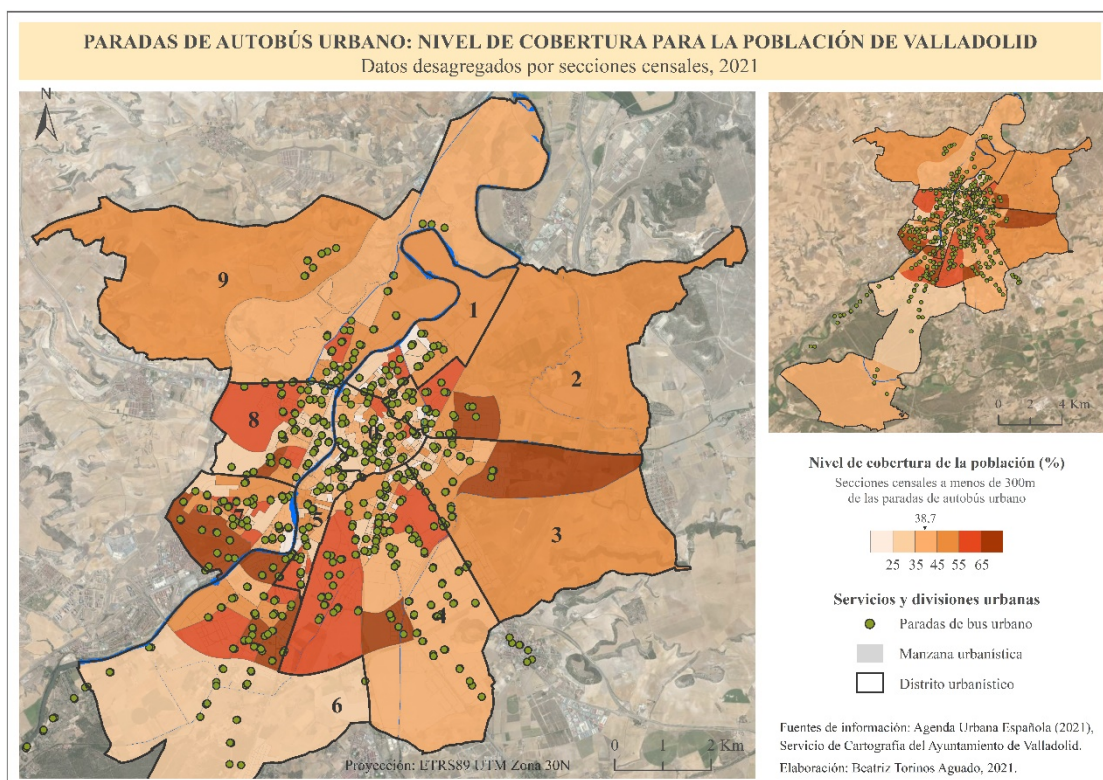 PARADAS DE AUTOBÚS URBANO: NIVEL DE COBERTURA PARA LA POBLACIÓN DE VALLADOLID
Datos desagregados por secciones censales, 2021
N
9
1
2
8
7
5
3
4
6
0 1 2 Km
Proyección: ETRS89 UTM Zona 30N
0 2 4 Km
Nivel de cobertura de la población (%)
Secciones censales a menos de 300m
de las paradas de autobús urbano
38,7
25 35 45 55 65
Servicios y divisiones urbanas
Paradas de bus urbano
Manzana urbanística
Distrito urbanístico
Fuentes de información: Agenda Urbana Española (2021),
Servicio de Cartografía del Ayuntamiento de Valladolid.
Elaboración: Beatriz Torinos Aguado, 2021.